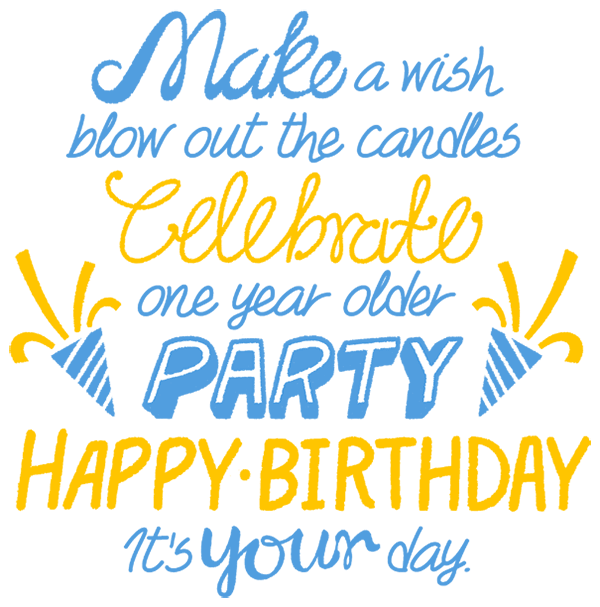 Make a wish
blow out the candles
Celebrate
one year older
PARTY
HAPPY·BIRTHDAY
It's your day.